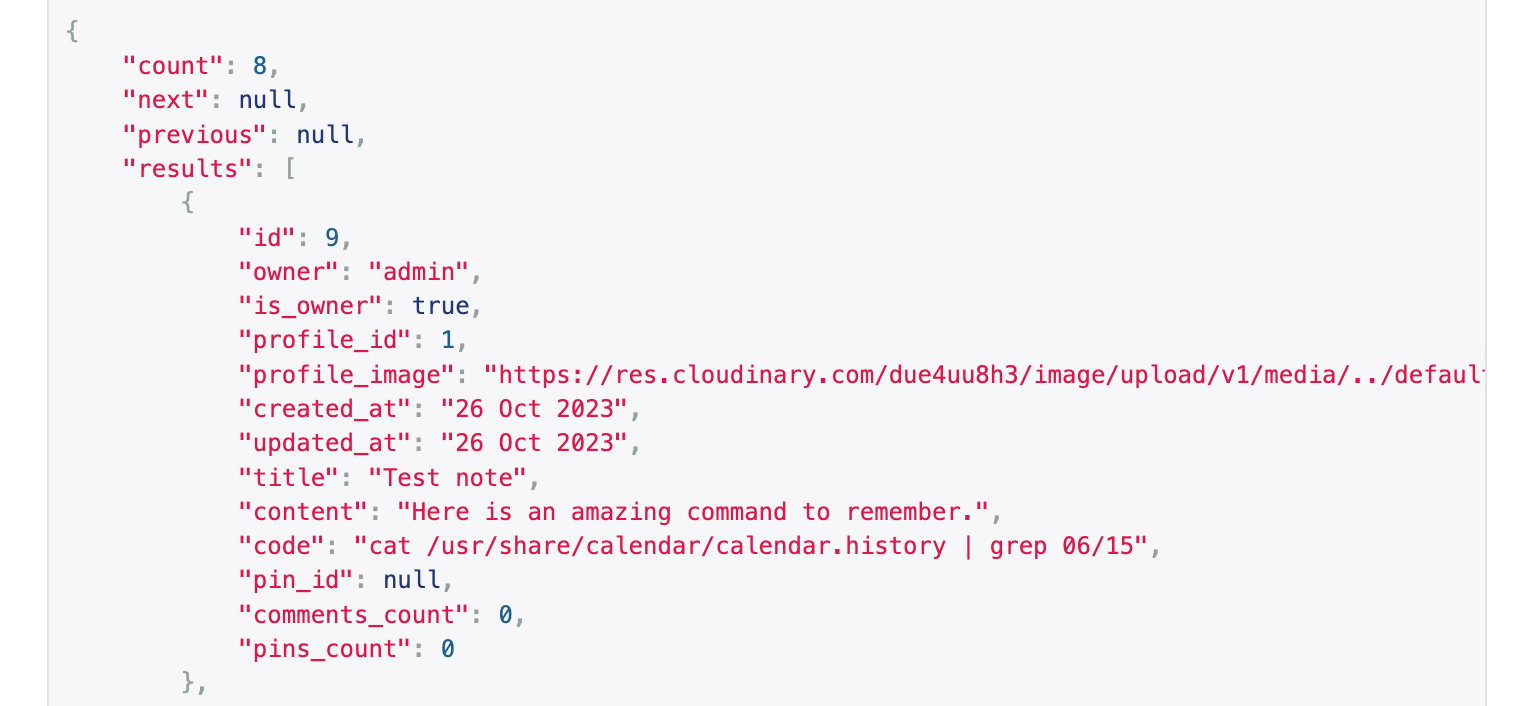 {
    "count": 8,
    "next": null,
    "previous": null,
    "results": [
        {
            "id": 9,
            "owner": "admin",
            "is_owner": true,
            "profile_id": 1,
            "profile_image": "https://res.cloudinary.com/due4uu8h3/image/upload/v1/media/../default
            "created_at": "26 Oct 2023",
            "updated_at": "26 Oct 2023",
            "title": "Test note",
            "content": "Here is an amazing command to remember.",
            "code": "cat /usr/share/calendar/calendar.history | grep 06/15",
            "pin_id": null,
            "comments_count": 0,
            "pins_count": 0
        },